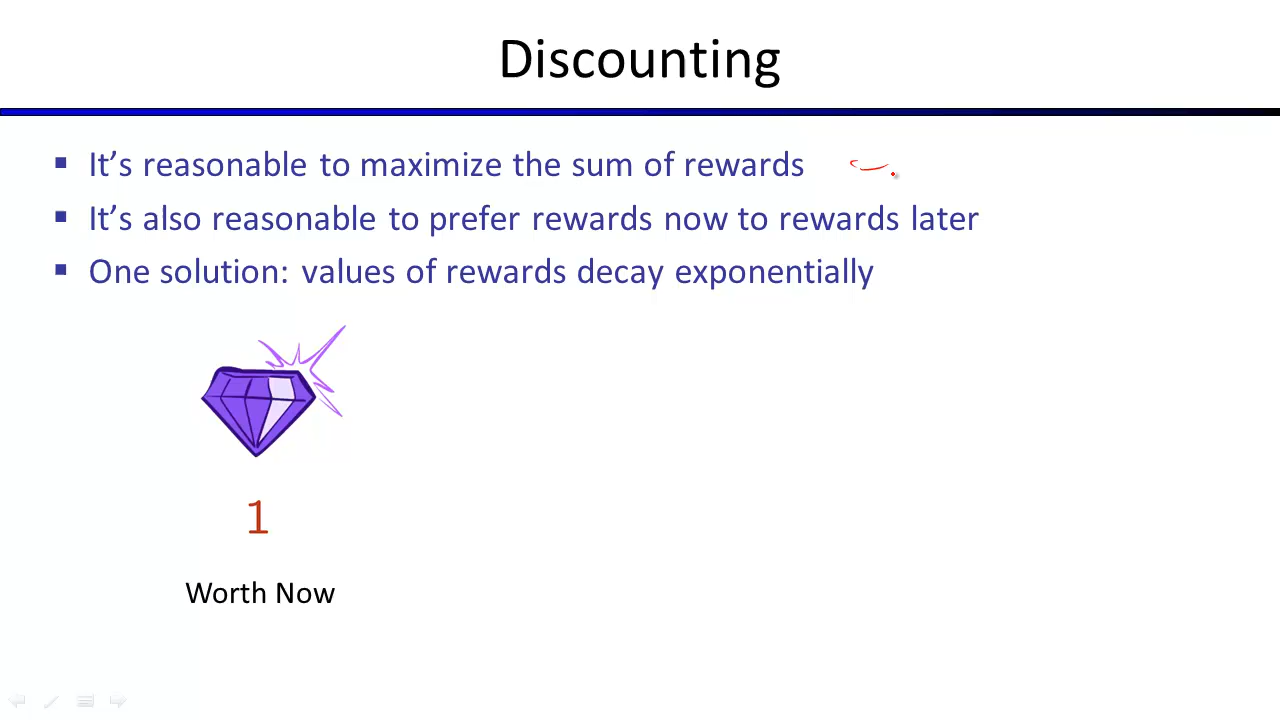 Discounting
▪ It’s reasonable to maximize the sum of rewards
▪ It’s also reasonable to prefer rewards now to rewards later
▪ One solution: values of rewards decay exponentially
1
Worth Now